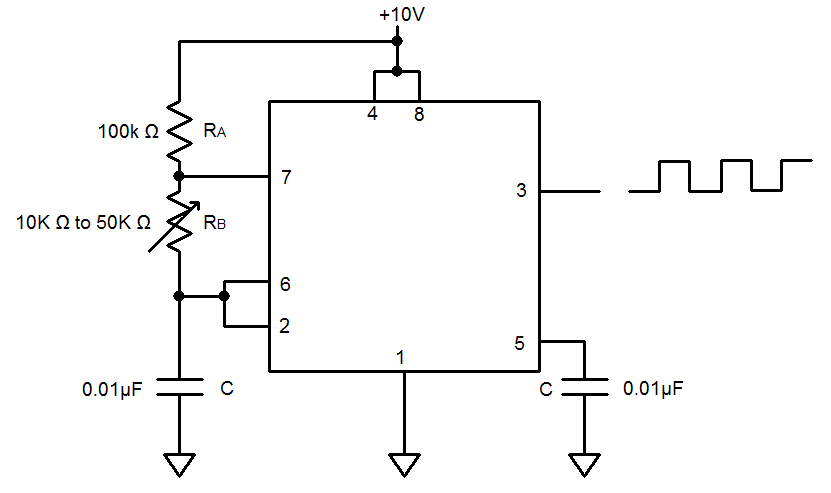 +10V
4
8
100k Ω
RA
7
3
10K Ω to 50K Ω
RB
6
2
5
1
0.01µF
C
C
0.01µF